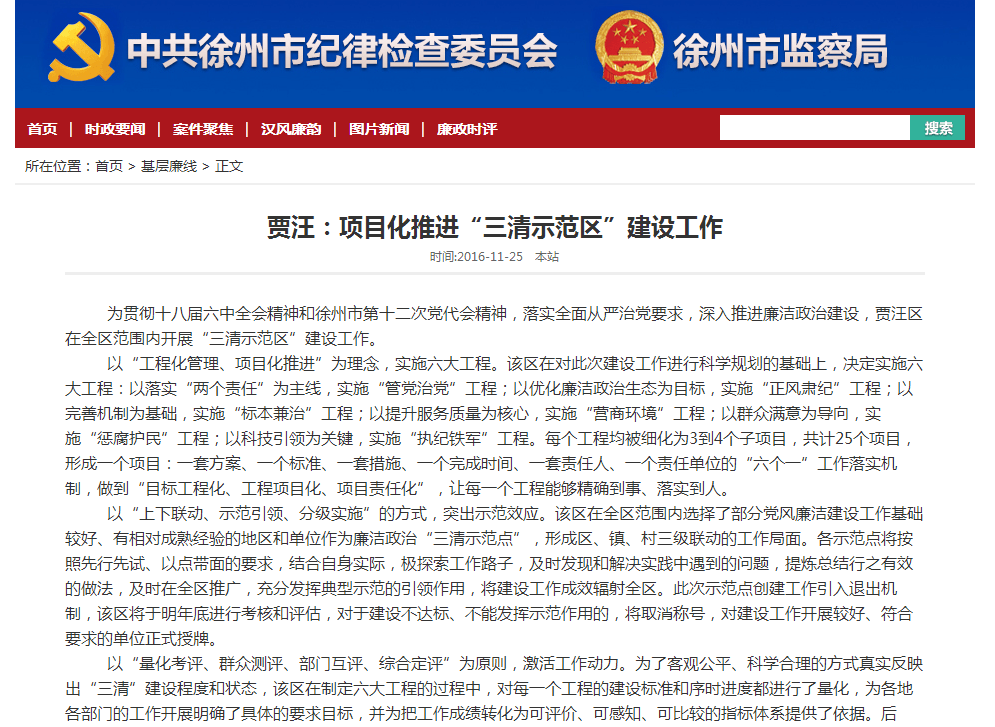 中共徐州市纪律检查委员会 徐州市监察局
首页 | 时政要闻 | 案件聚焦 | 汉风廉韵 | 图片新闻 | 廉政时评 搜索
所在位置：首页 > 基层廉线 > 正文
贾汪：项目化推进“三清示范区”建设工作
时间:2016-11-25 本站
为贯彻十八届六中全会精神和徐州市第十二次党代会精神，落实全面从严治党要求，深入推进廉洁政治建设，贾汪区
在全区范围内开展“三清示范区”建设工作。
以“工程化管理、项目化推进”为理念，实施六大工程。该区在对此次建设工作进行科学规划的基础上，决定实施六
大工程：以落实“两个责任”为主线，实施“管党治党”工程；以优化廉洁政治生态为目标，实施“正风肃纪”工程；以
完善机制为基础，实施“标本兼治”工程；以提升服务质量为核心，实施“营商环境”工程；以群众满意为导向，实
施“惩腐护民”工程；以科技引领为关键，实施“执纪铁军”工程。每个工程均被细化为3到4个子项目，共计25个项目，
形成一个项目：一套方案、一个标准、一套措施、一个完成时间、一套责任人、一个责任单位的“六个一”工作落实机
制，做到“目标工程化、工程项目化、项目责任化”，让每一个工程能够精确到事、落实到人。
以“上下联动、示范引领、分级实施”的方式，突出示范效应。该区在全区范围内选择了部分党风廉洁建设工作基础
较好、有相对成熟经验的地区和单位作为廉洁政治“三清示范点”，形成区、镇、村三级联动的工作局面。各示范点将按
照先行先试、以点带面的要求，结合自身实际，极探索工作路子，及时发现和解决实践中遇到的问题，提炼总结行之有效
的做法，及时在全区推广，充分发挥典型示范的引领作用，将建设工作成效辐射全区。此次示范点创建工作引入退出机
制，该区将于明年底进行考核和评估，对于建设不达标、不能发挥示范作用的，将取消称号，对建设工作开展较好、符合
要求的单位正式授牌。
以“量化考评、群众测评、部门互评、综合定评”为原则，激活工作动力。为了客观公平、科学合理的方式真实反映
出“三清”建设程度和状态，该区在制定六大工程的过程中，对每一个工程的建设标准和序时进度都进行了量化，为各地
各部门的工作开展明确了具体的要求目标，并为把工作成绩转化为可评价、可感知、可比较的指标体系提供了依据。后